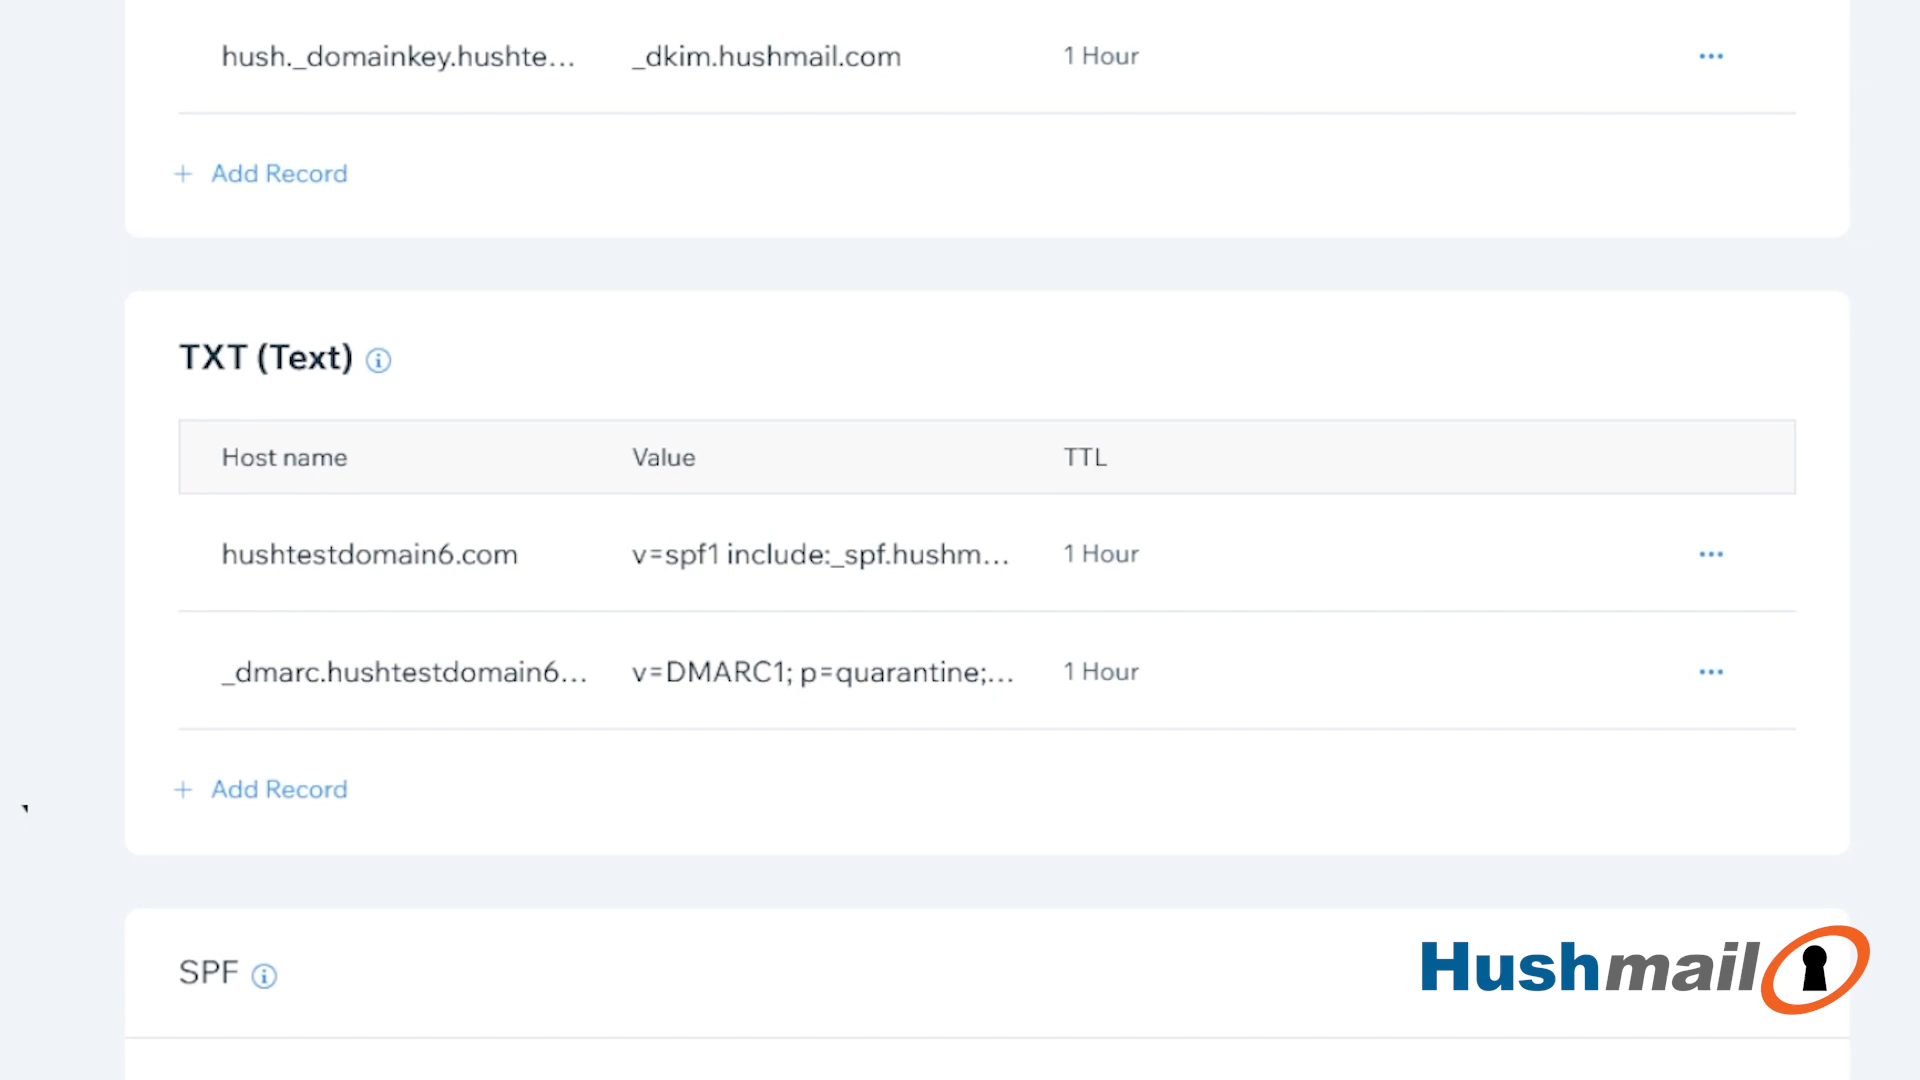 hush._domainkey.hushte... _dkim.hushmail.com 1 Hour ...
+ Add Record
TXT (Text)
Host name Value TTL
hushtestdomain6.com v=spf1 include:_spf.hushm... 1 Hour ...
_dmarc.hushtestdomain6... v=DMARC1; p=quarantine;... 1 Hour ...
+ Add Record
SPF
Hushmail